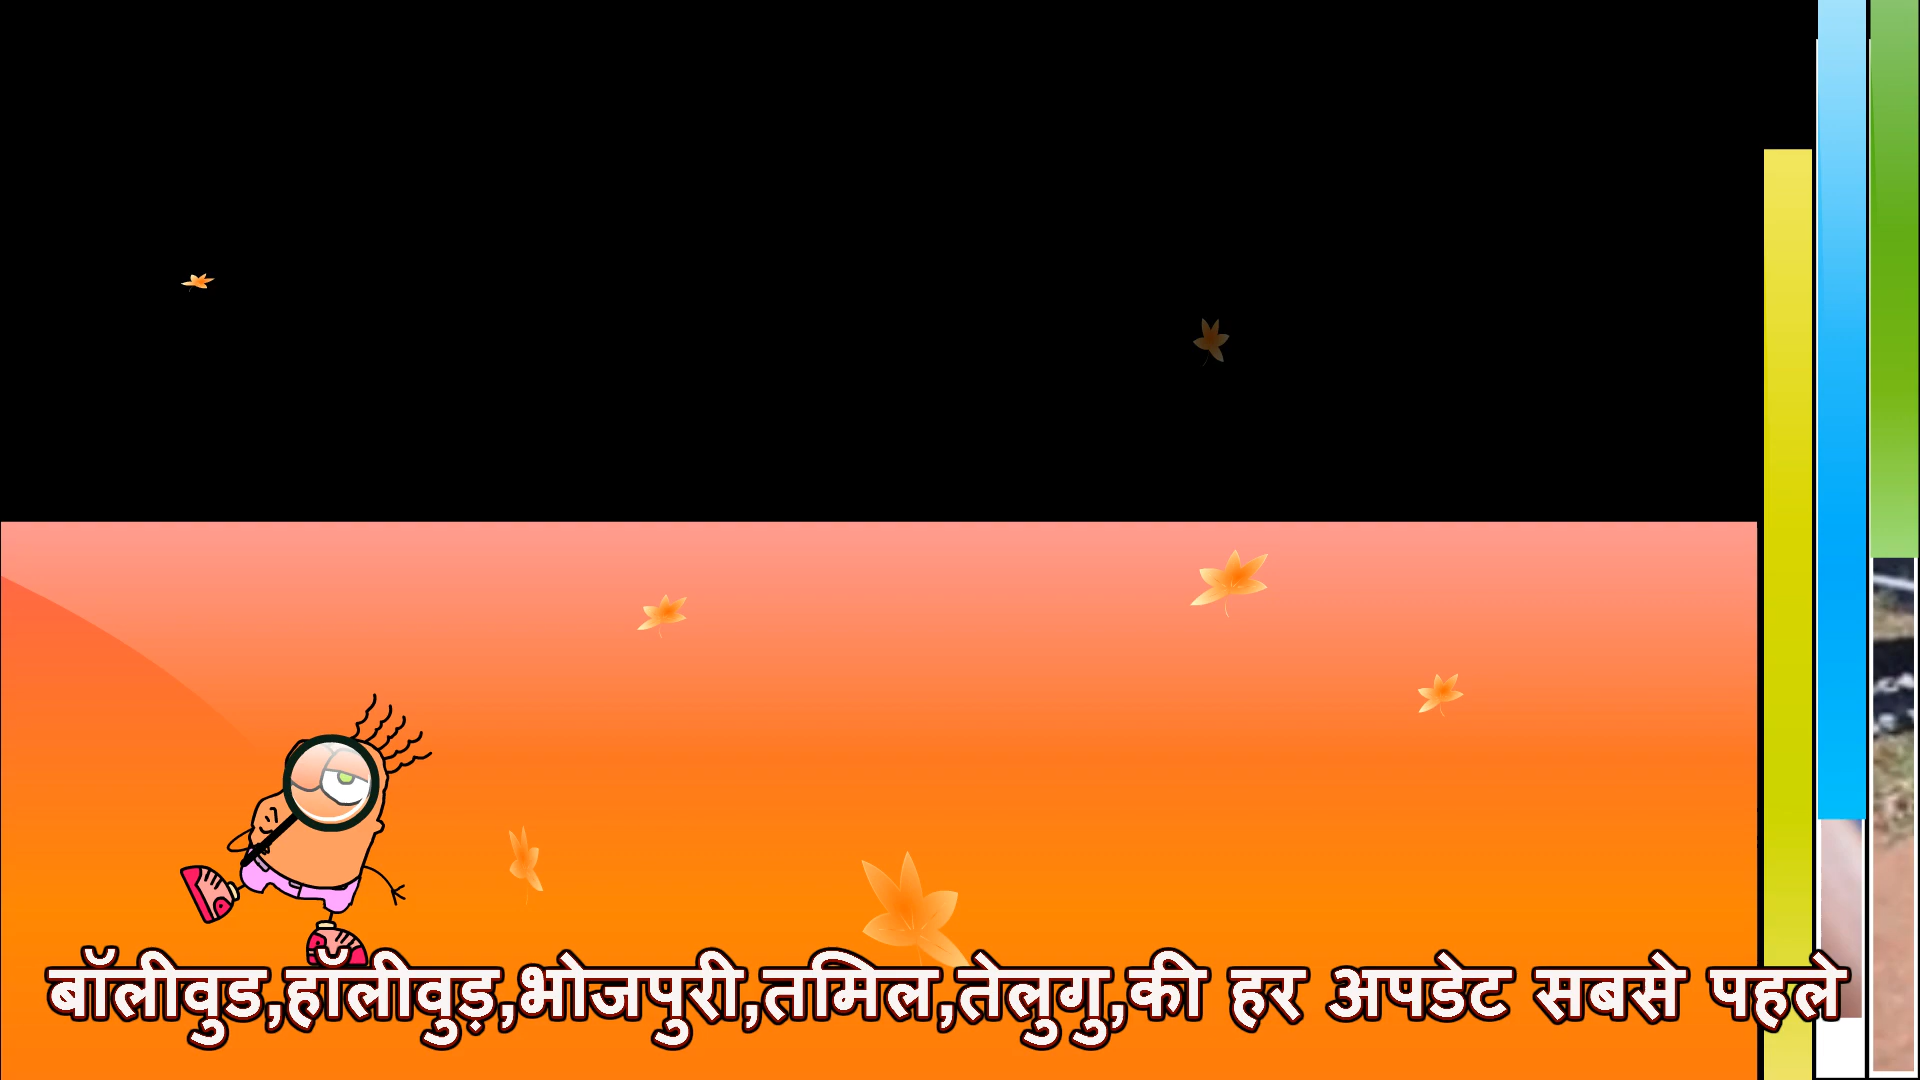 बॉलीवुड,हॉलीवुड़,भोजपुरी,तमिल,तेलुगु,की हर अपडेट सबसे पहले